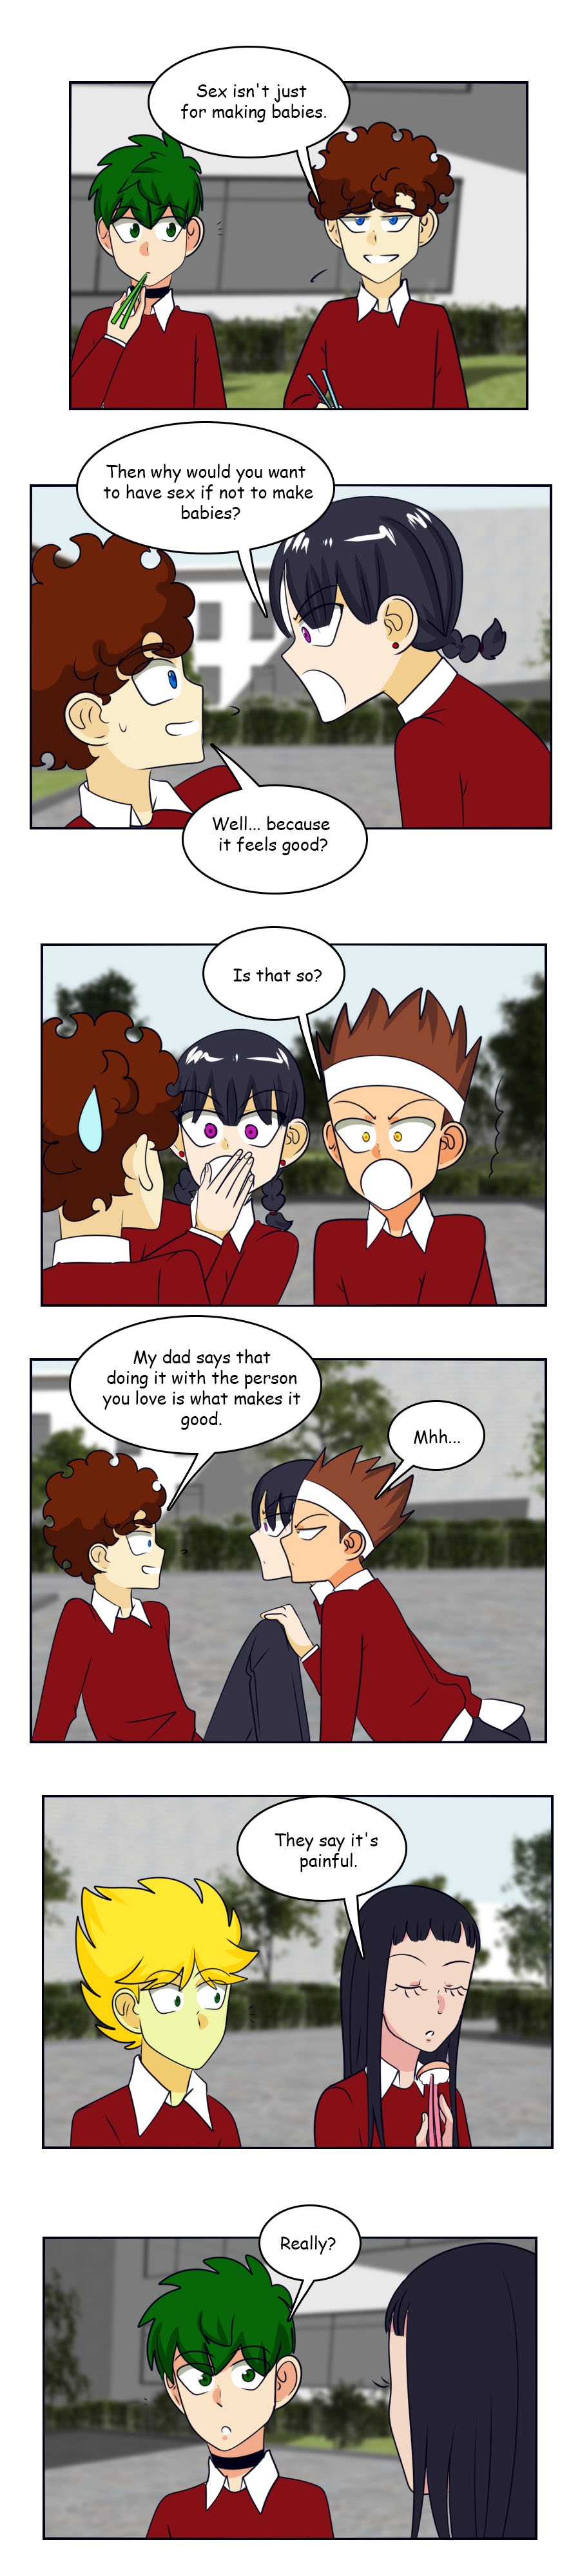 Sex isn't just
for making babies.
Then why would you want
to have sex if not to make
babies?
Well... because
it feels good?
Is that so?
My dad says that
doing it with the person
you love is what makes it
good.
Mhh...
They say it's
painful.
Really?